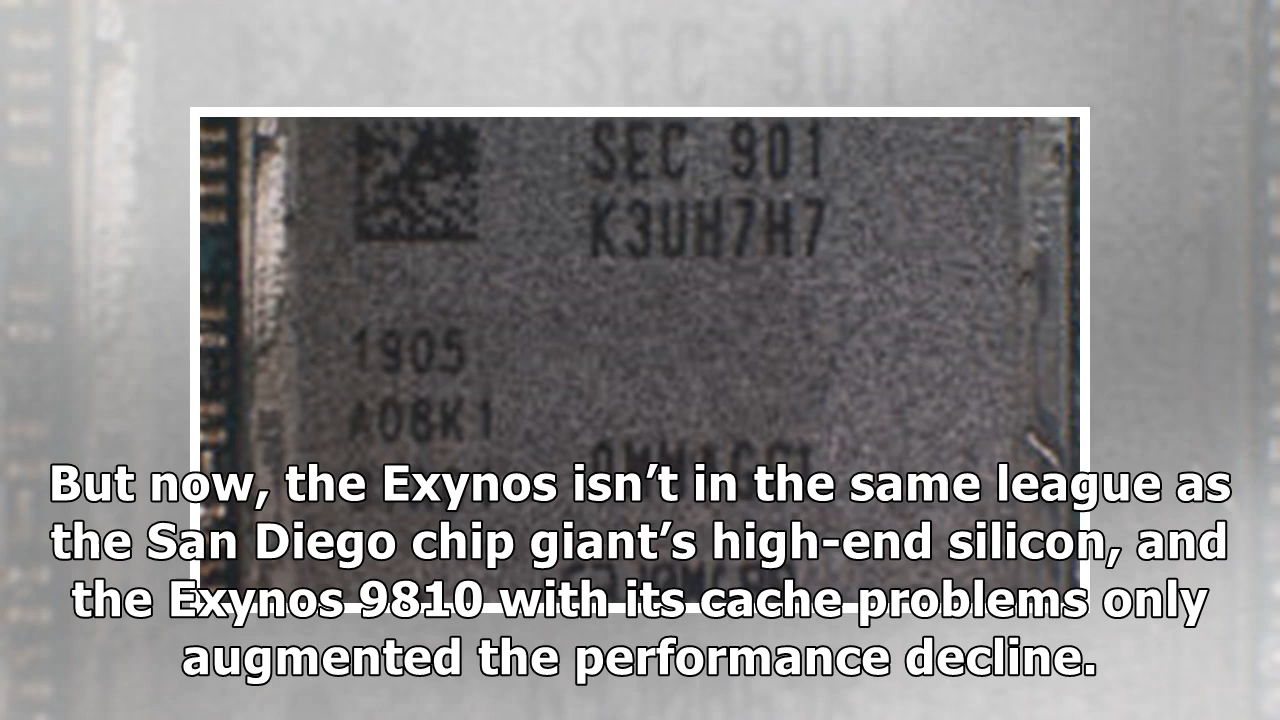 SEC 901
K3UH7H7
1905
A08K1
But now, the Exynos isn’t in the same league as
the San Diego chip giant’s high-end silicon, and
the Exynos 9810 with its cache problems only
augmented the performance decline.